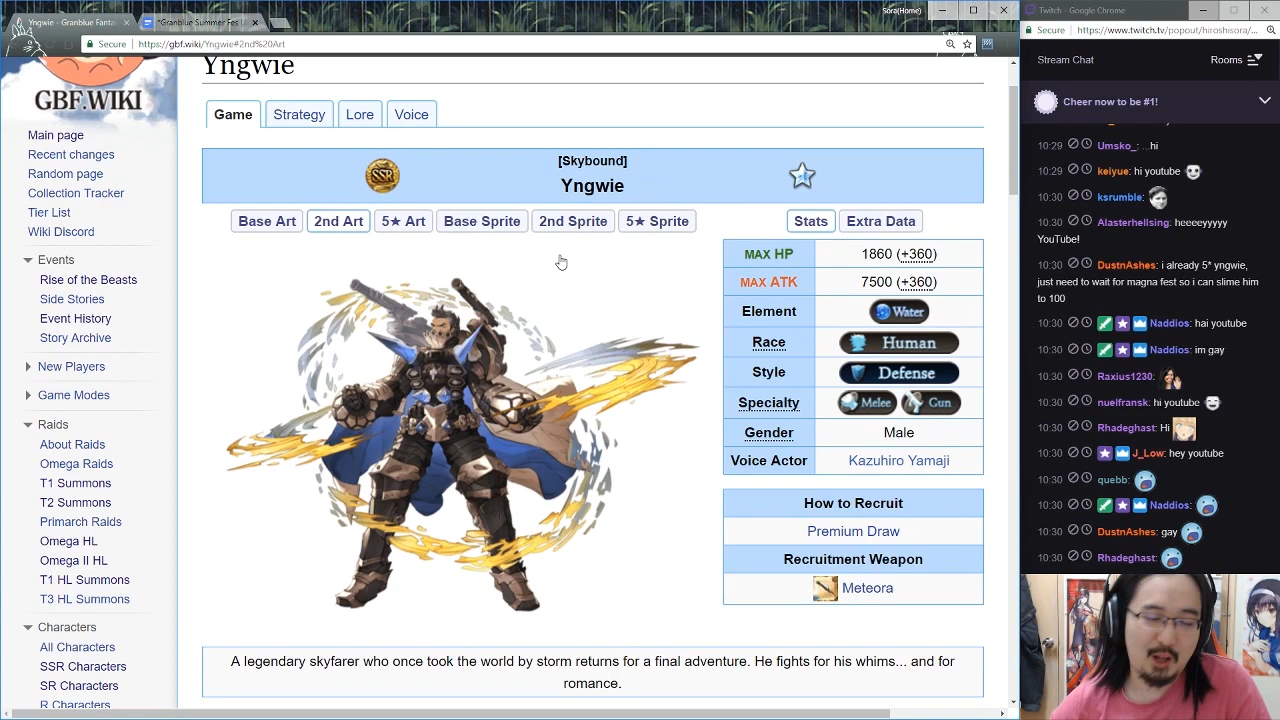 Sora(Home)
Yngwie - Granblue Fanta
*Granblue Summer Fes
Twitch - Google Chrome
Secure
https://gbf.wiki/Yngwie#2nd%20Art
Secure
https://www.twitch.tv/popout/hiroshisora/...
GBF.WIKI
Main page
Recent changes
Random page
Collection Tracker
Tier List
Wiki Discord
Events
Rise of the Beasts
Side Stories
Event History
Story Archive
New Players
Game Modes
Raids
About Raids
Omega Raids
T1 Summons
T2 Summons
Primarch Raids
Omega HL
Omega II HL
T1 HL Summons
T3 HL Summons
Characters
All Characters
SSR Characters
SR Characters
R Characters
Yngwie
Game
Strategy
Lore
Voice
SSR
[Skybound]
Yngwie
Base Art
2nd Art
5★ Art
Base Sprite
2nd Sprite
5★ Sprite
Stats
Extra Data
MAX HP
1860 (+360)
MAX ATK
7500 (+360)
Element
Water
Race
Human
Style
Defense
Specialty
Melee
Gun
Gender
Male
Voice Actor
Kazuhiro Yamaji
How to Recruit
Premium Draw
Recruitment Weapon
Meteora
A legendary skyfarer who once took the world by storm returns for a final adventure. He fights for his whims... and for
romance.
Stream Chat
Rooms
Cheer now to be #1!
10:29 Umsko_: ...hi
10:29 keiyue: hi youtube
10:30 ksrumble:
10:30 Alasterhellsing: heeeeyyyy
YouTube!
10:30 DustnAshes: i already 5* yngwie,
just need to wait for magna fest so i can slime him
to 100
10:30 Naddios: hai youtube
10:30 Naddios: im gay
10:30 Raxius1230:
10:30 nuelfransk: hi youtube
10:30 Rhadeghast: Hi
10:30 J_Low: hey youtube
10:30 quebb:
10:30 Naddios:
10:30 DustnAshes: gay
10:30 Rhadeghast: